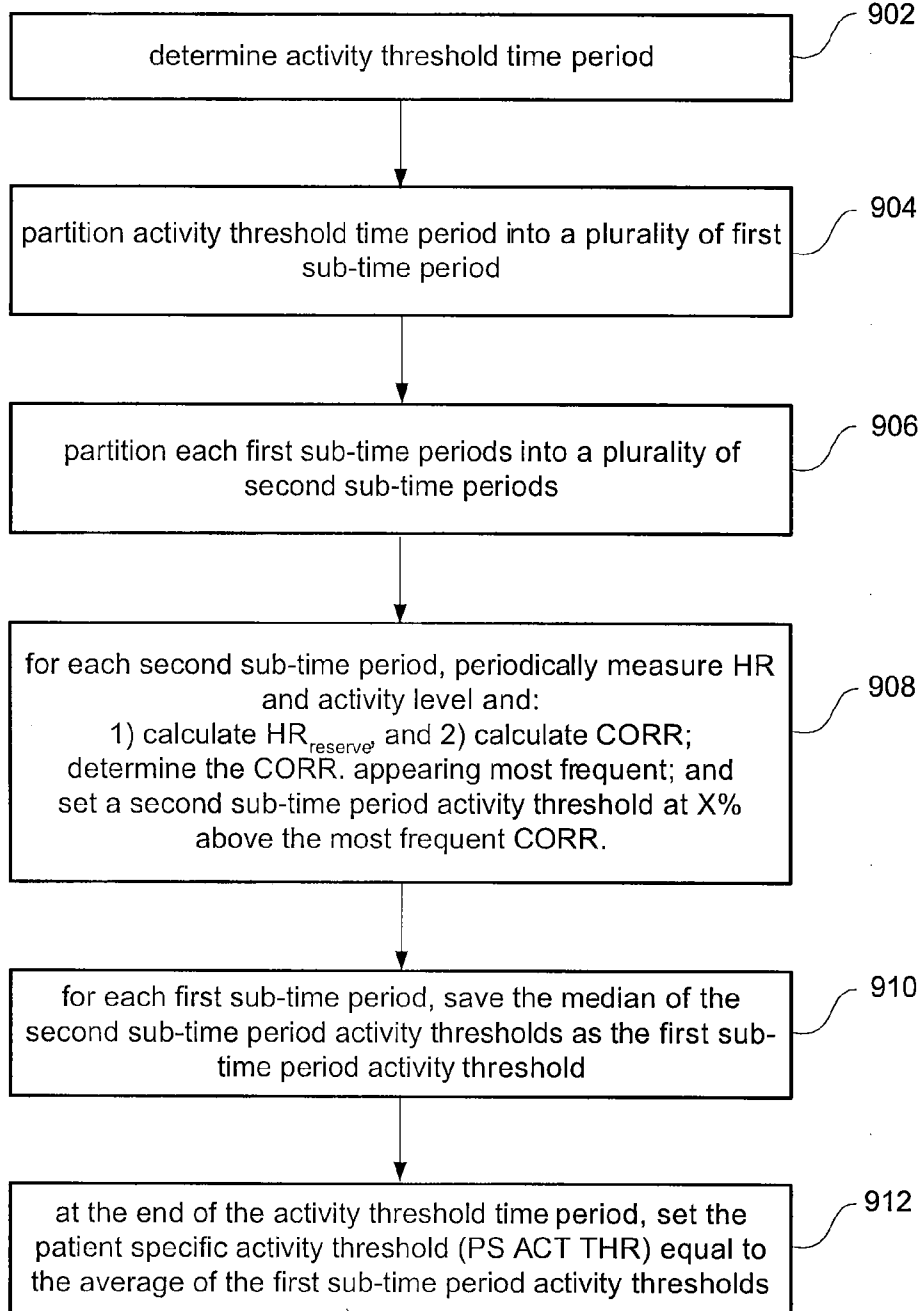 902
determine activity threshold time period
904
partition activity threshold time period into a plurality of first
sub-time period
906
partition each first sub-time periods into a plurality of
second sub-time periods
908
for each second sub-time period, periodically measure HR
and activity level and:
1) calculate HRreserve, and 2) calculate CORR;
determine the CORR. appearing most frequent; and
set a second sub-time period activity threshold at X%
above the most frequent CORR.
910
for each first sub-time period, save the median of the
second sub-time period activity thresholds as the first sub-
time period activity threshold
912
at the end of the activity threshold time period, set the
patient specific activity threshold (PS ACT THR) equal to
the average of the first sub-time period activity thresholds